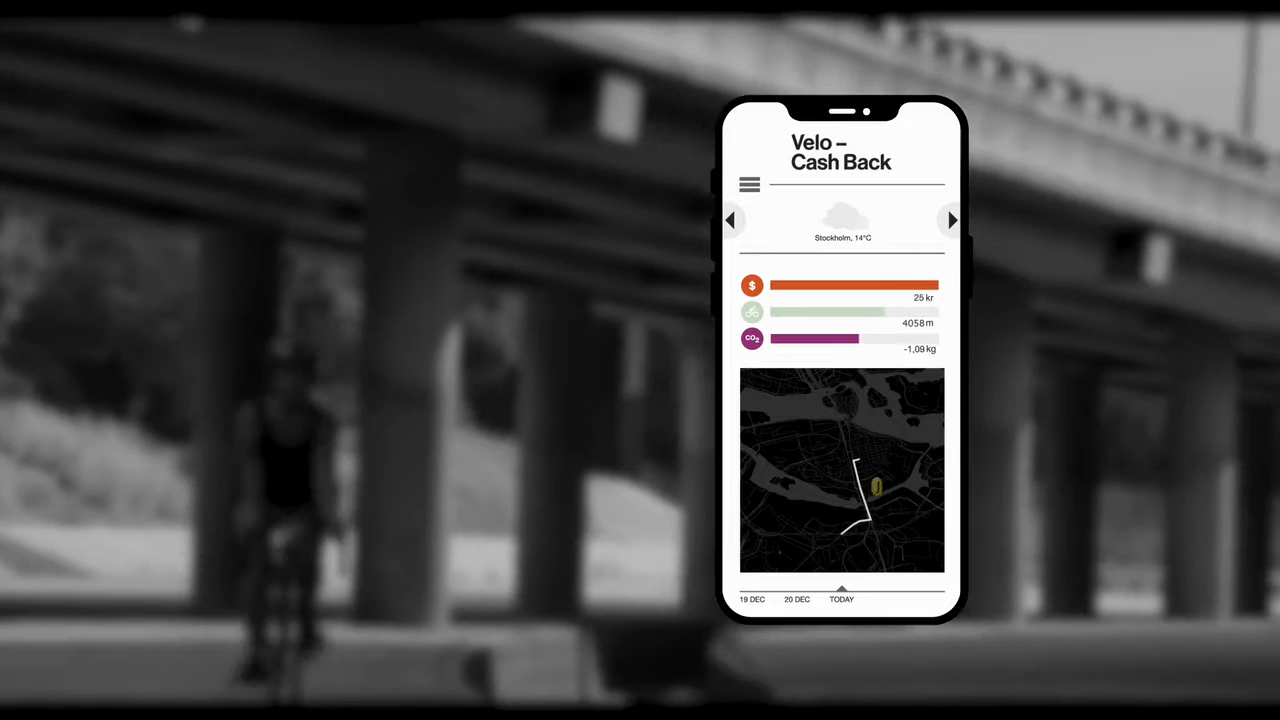 Velo –
Cash Back
Stockholm, 14°C
$
25 kr
4058 m
CO₂
-1,09 kg
19 DEC 20 DEC TODAY